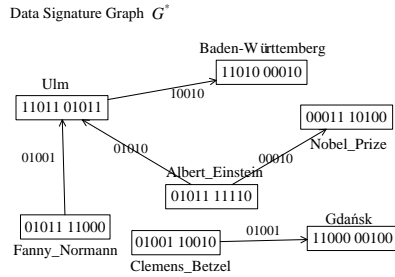 Data Signature Graph G*
Baden-Württemberg
11010 00010
Ulm
11011 01011
10010
00011 10100
Nobel_Prize
01001
01010
00010
Albert_Einstein
01011 11110
01011 11000
Fanny_Normann
01001 10010
Clemens_Betzel
01001
Gdańsk
11000 00100